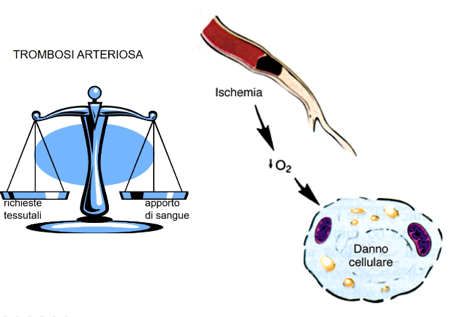 TROMBOSI ARTERIOSA
Ischemia
↓O₂
richieste
tessutali
apporto
di sangue
Danno
cellulare